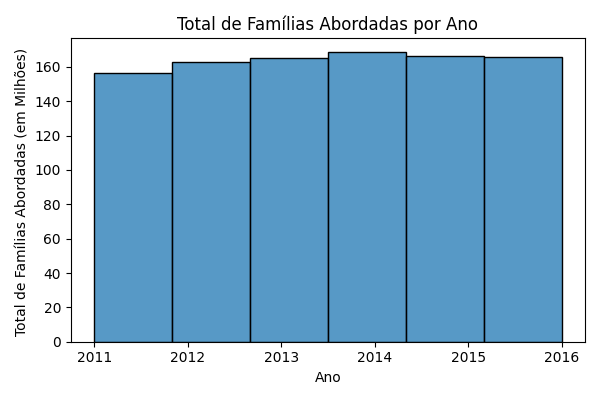 Total de Famílias Abordadas por Ano
Total de Famílias Abordadas (em Milhões)
160
140
120
100
80
60
40
20
0
2011 2012 2013 2014 2015 2016
Ano